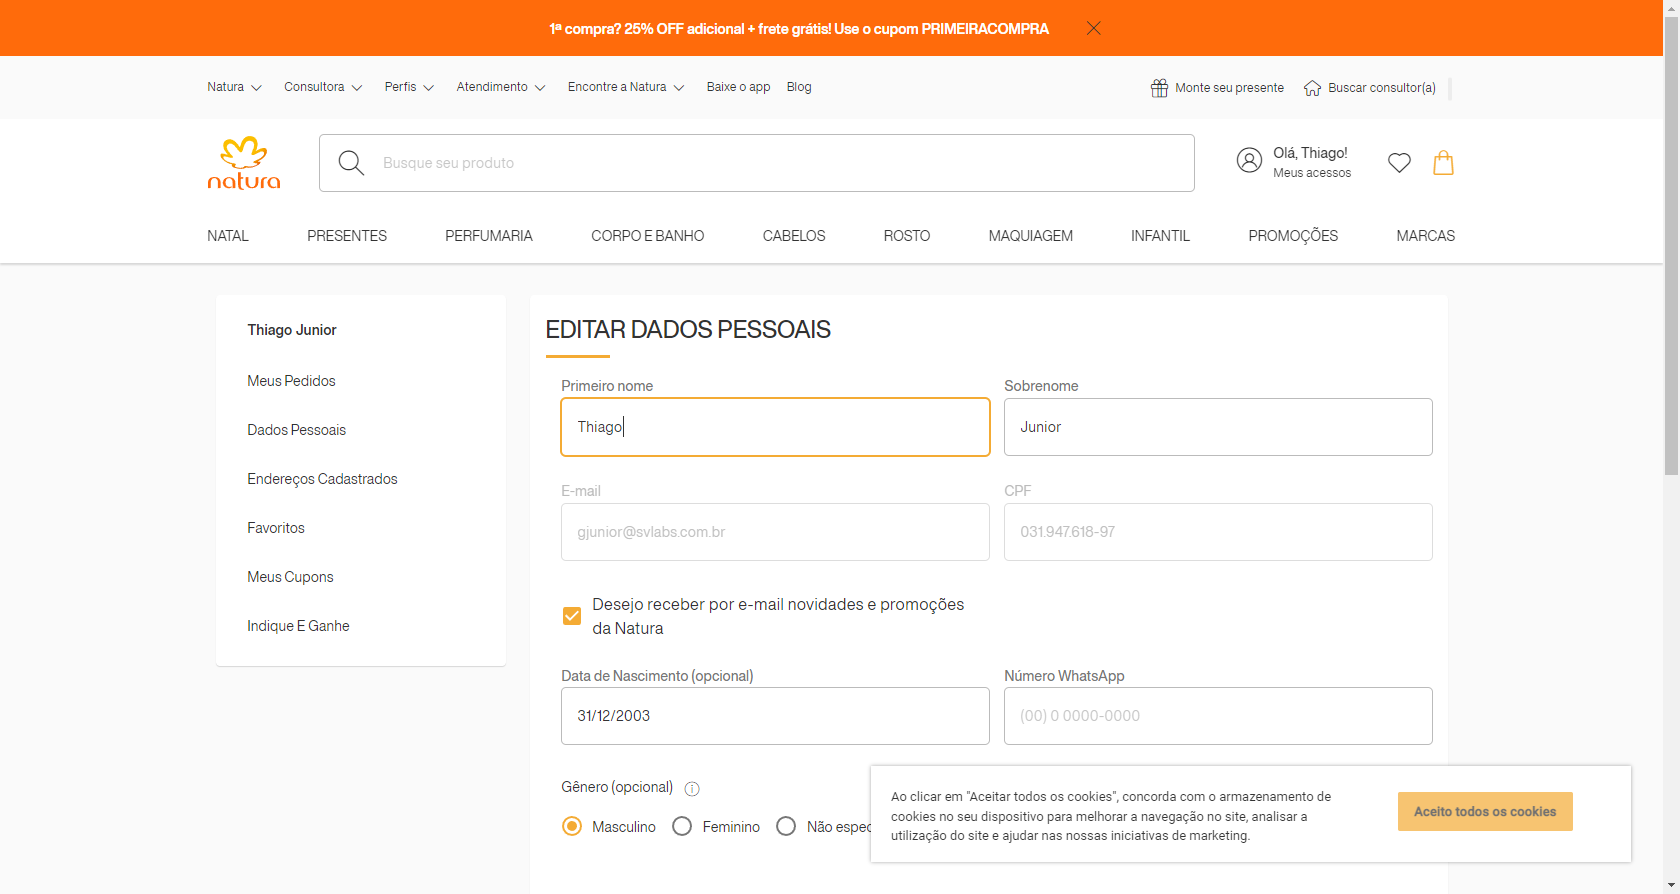 1ª compra? 25% OFF adicional + frete grátis! Use o cupom PRIMEIRACOMPRA
Natura Consultora Perfis Atendimento Encontre a Natura Baixe o app Blog Monte seu presente Buscar consultor(a)
natura
Busque seu produto
Olá, Thiago!
Meus acessos
NATAL PRESENTES PERFUMARIA CORPO E BANHO CABELOS ROSTO MAQUIAGEM INFANTIL PROMOÇÕES MARCAS
Thiago Junior
Meus Pedidos
Dados Pessoais
Endereços Cadastrados
Favoritos
Meus Cupons
Indique E Ganhe
EDITAR DADOS PESSOAIS
Primeiro nome Sobrenome
Thiago Junior
E-mail CPF
gjunior@svlabs.com.br 031.947.618-97
Desejo receber por e-mail novidades e promoções
da Natura
Data de Nascimento (opcional) Número WhatsApp
31/12/2003 (00) 0 0000-0000
Gênero (opcional)
Masculino Feminino Não espec
Ao clicar em "Aceitar todos os cookies", concorda com o armazenamento de
cookies no seu dispositivo para melhorar a navegação no site, analisar a
utilização do site e ajudar nas nossas iniciativas de marketing.
Aceito todos os cookies